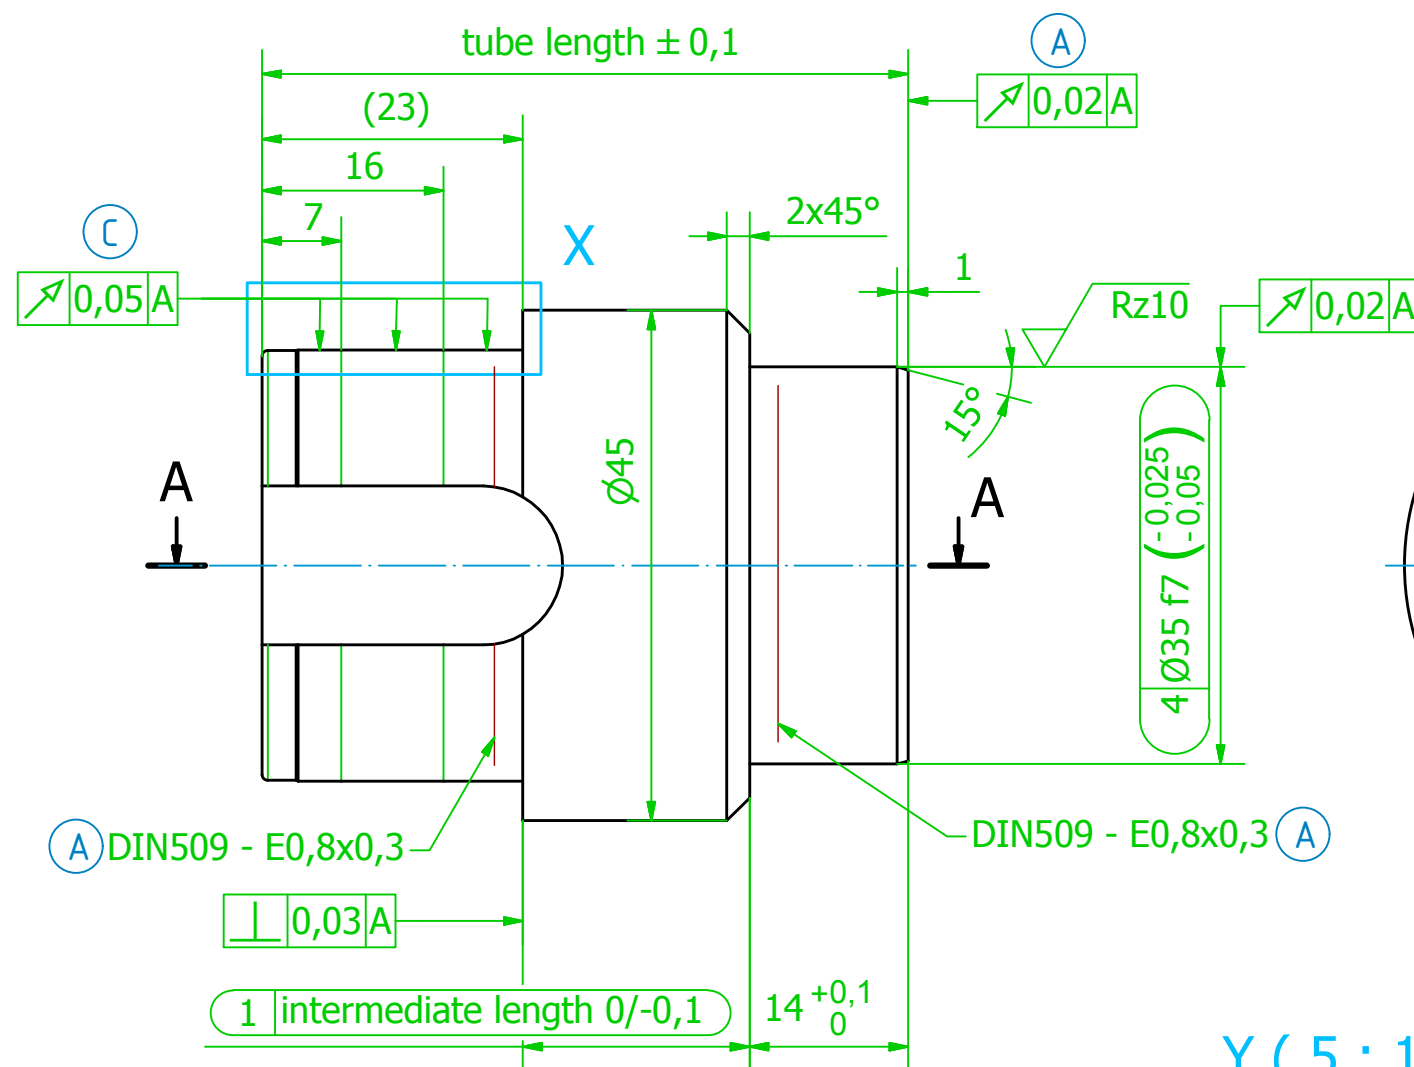 tube length ± 0,1
A
0,02 A
(23)
16
7
C
0,05 A
X
2x45°
1
Rz10
0,02 A
15°
Ø45
A
A
4 Ø35 f7 (-0,025 -0,05)
A DIN509 - E0,8x0,3
DIN509 - E0,8x0,3 A
0,03 A
1 intermediate length 0/-0,1
14 +0,1 0
Y ( 5 : 1